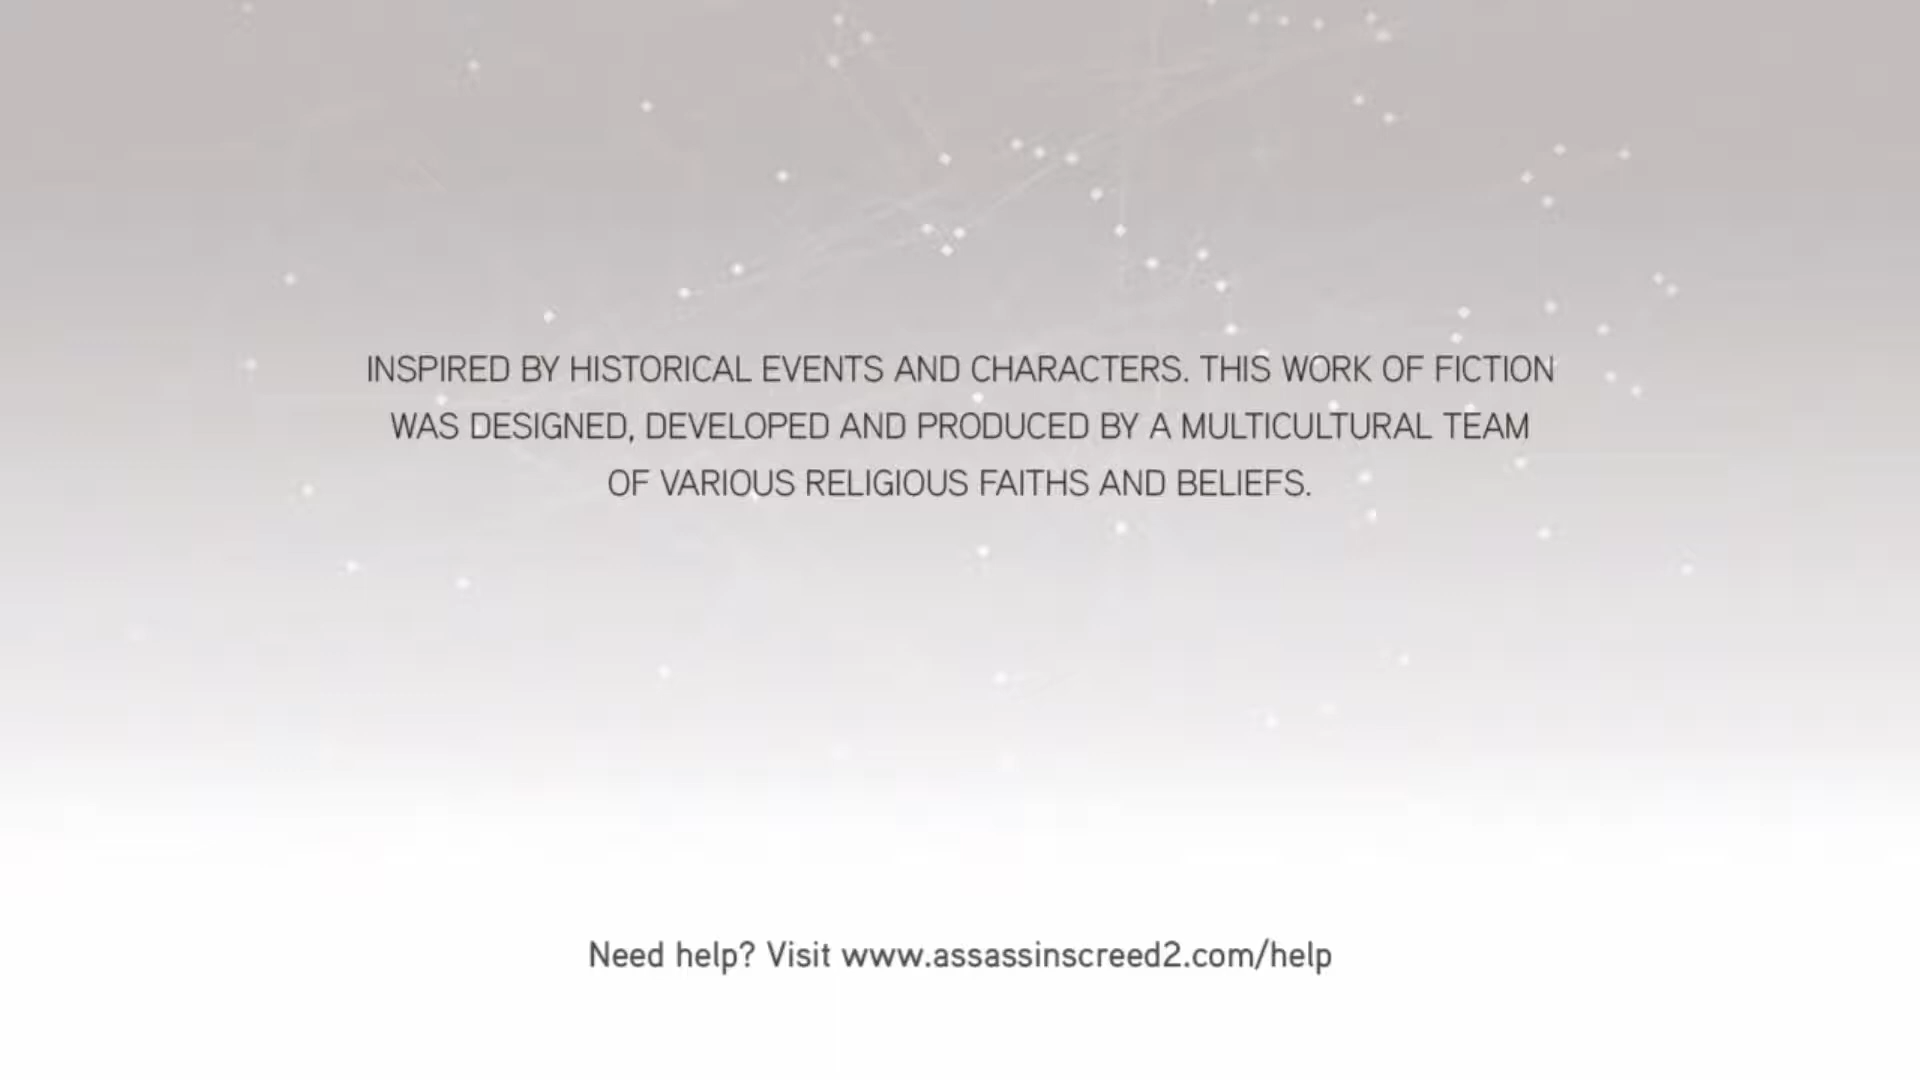 INSPIRED BY HISTORICAL EVENTS AND CHARACTERS. THIS WORK OF FICTION
WAS DESIGNED, DEVELOPED AND PRODUCED BY A MULTICULTURAL TEAM
OF VARIOUS RELIGIOUS FAITHS AND BELIEFS.
Need help? Visit www.assassinscreed2.com/help